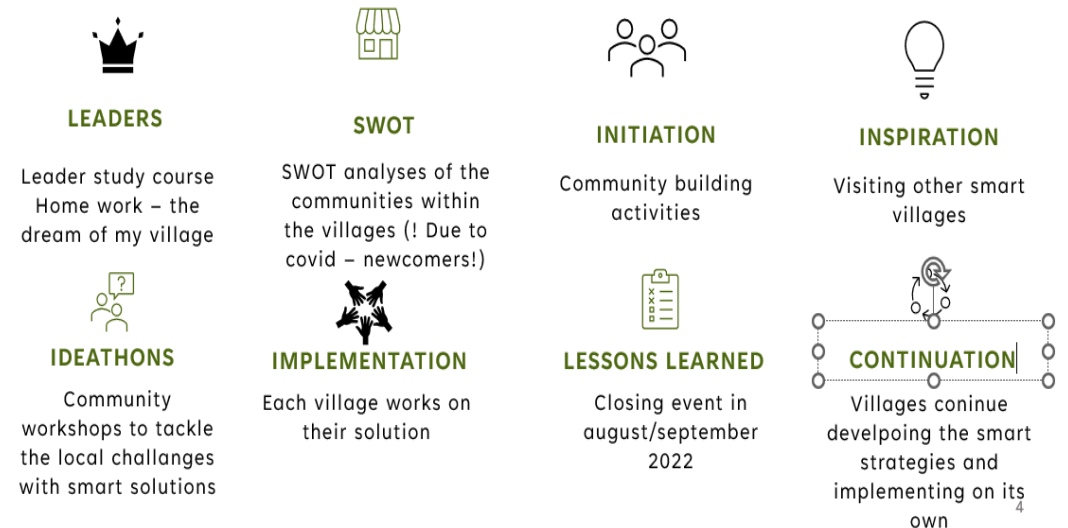 LEADERS
Leader study course
Home work – the
dream of my village
SWOT
SWOT analyses of the
communities within
the villages (! Due to
covid – newcomers!)
INITIATION
Community building
activities
INSPIRATION
Visiting other smart
villages
?
IDEATHONS
Community
workshops to tackle
the local challanges
with smart solutions
IMPLEMENTATION
Each village works on
their solution
LESSONS LEARNED
Closing event in
august/september
2022
CONTINUATION
Villages coninue
develpoing the smart
strategies and
implementing on its
own
4